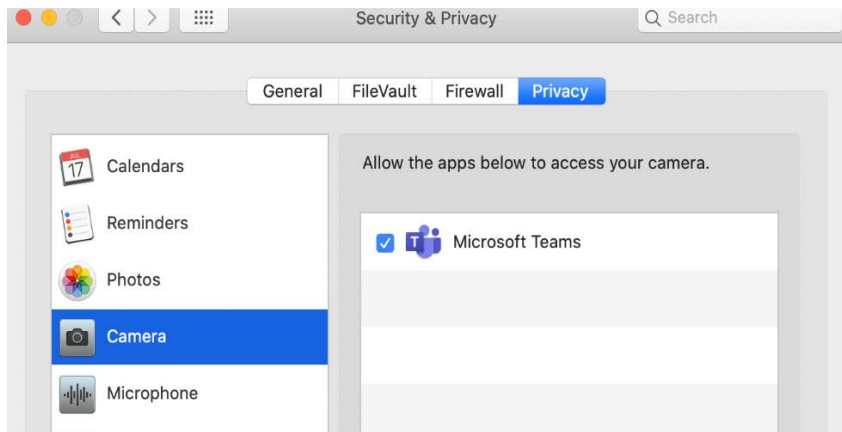 Security & Privacy
Search
General FileVault Firewall Privacy
JUL
17
Calendars
Reminders
Photos
Camera
Microphone
Allow the apps below to access your camera.
T
Microsoft Teams